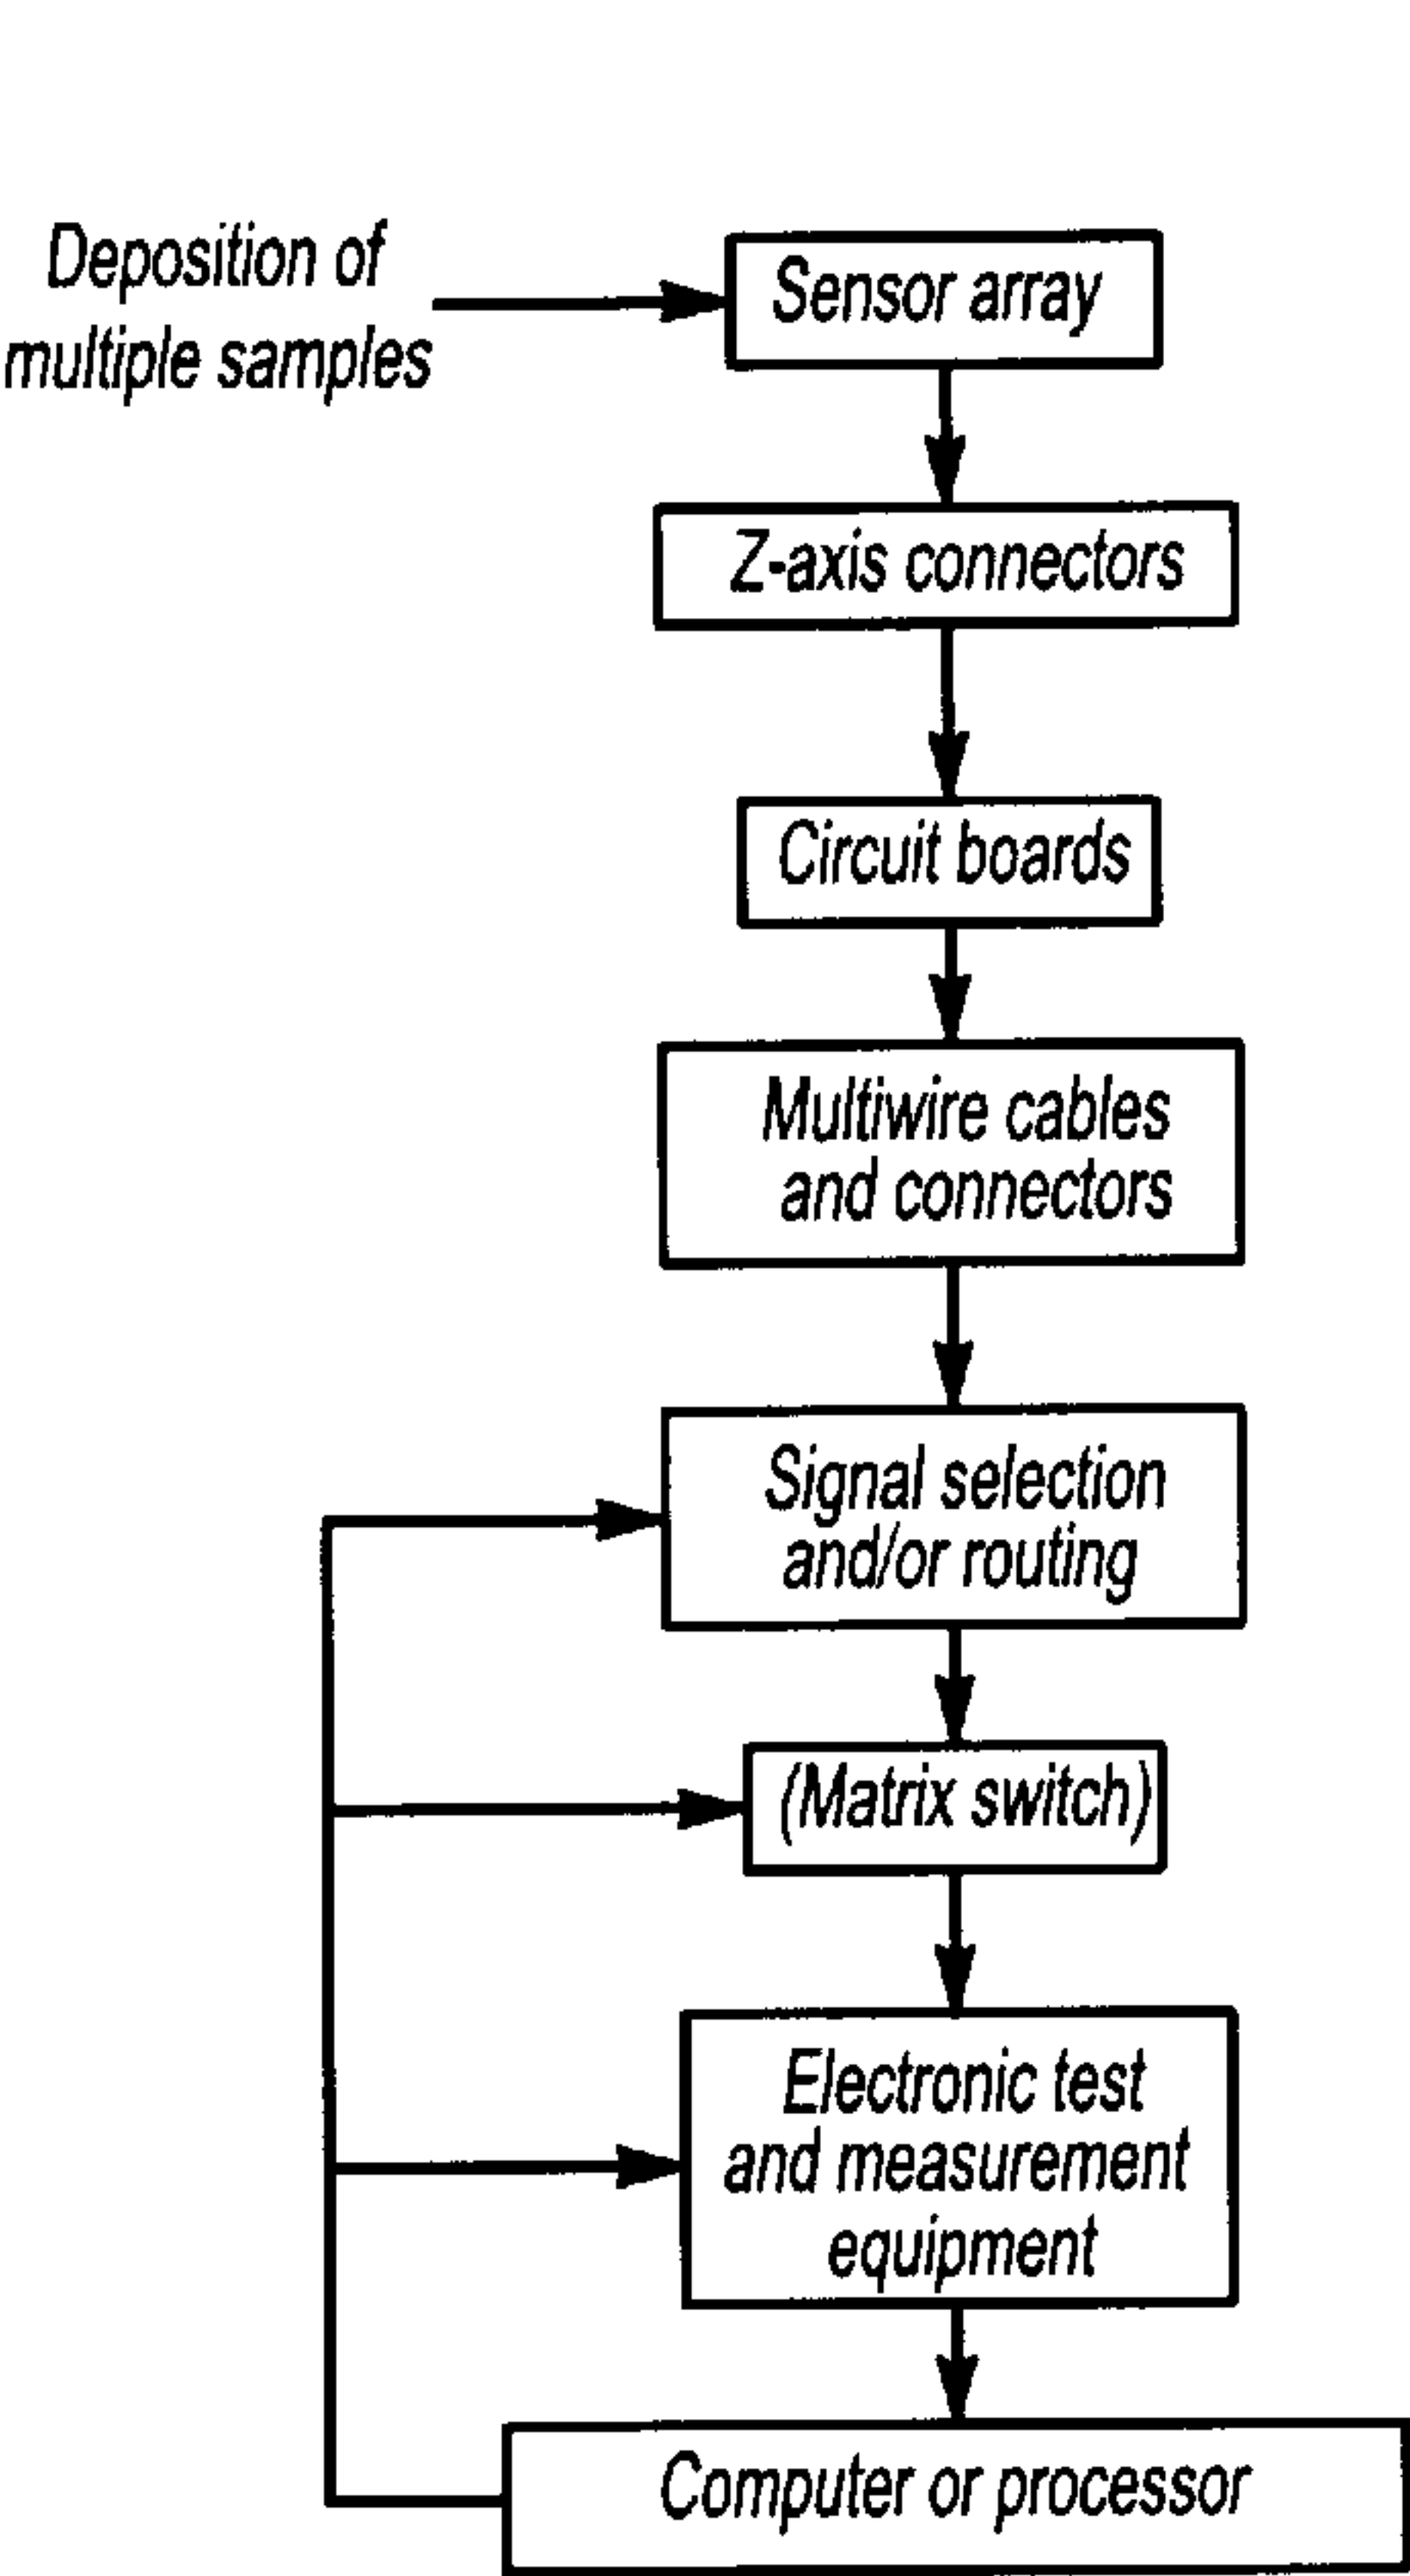 Deposition of
multiple samples
Sensor array
Z-axis connectors
Circuit boards
Multiwire cables
and connectors
Signal selection
and/or routing
(Matrix switch)
Electronic test
and measurement
equipment
Computer or processor